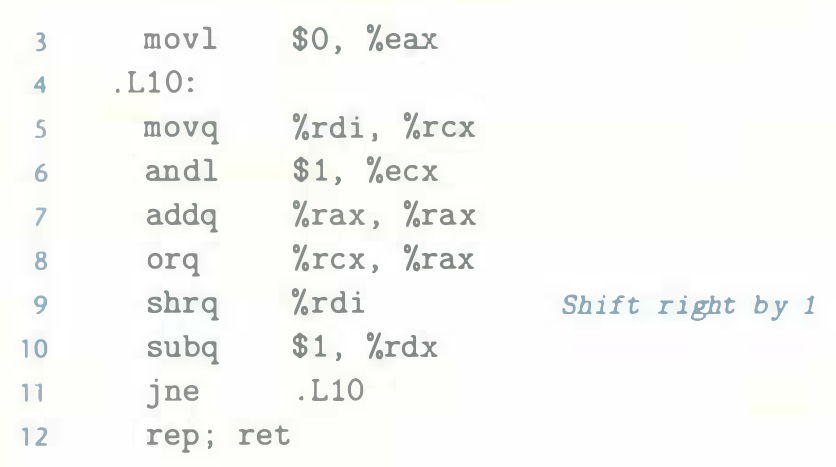 3 movl $0, %eax
4 .L10:
5 movq %rdi, %rcx
6 andl $1, %ecx
7 addq %rax, %rax
8 orq %rcx, %rax
9 shrq %rdi Shift right by 1
10 subq $1, %rdx
11 jne .L10
12 rep; ret